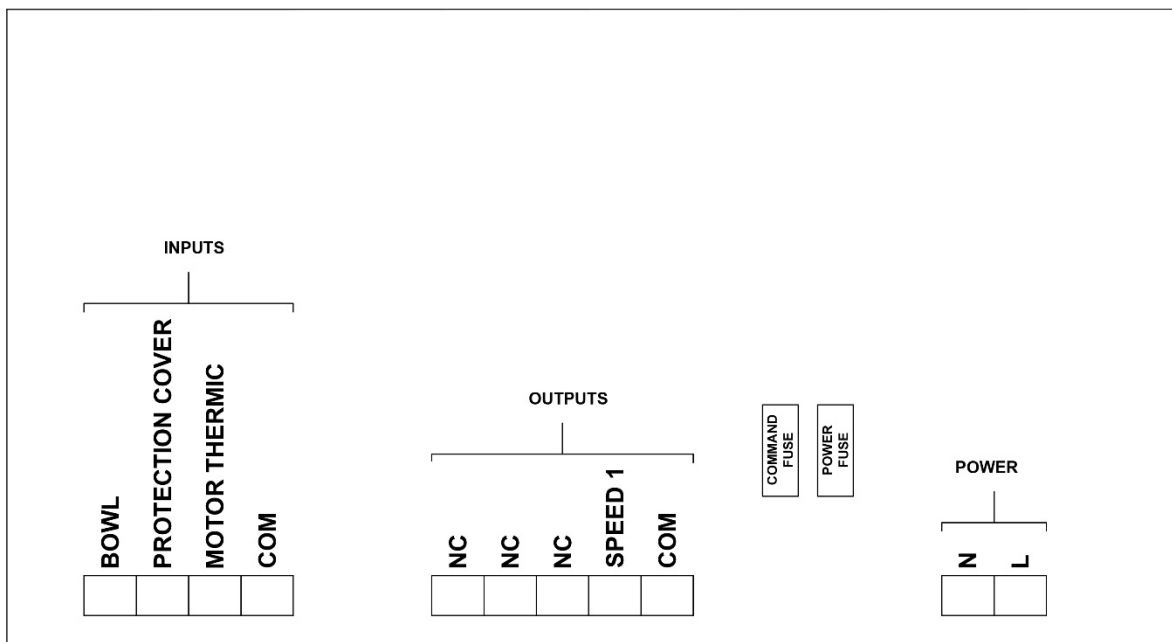 INPUTS
BOWL
PROTECTION COVER
MOTOR THERMIC
COM
OUTPUTS
NC
NC
NC
SPEED 1
COM
COMMAND
FUSE
POWER
FUSE
POWER
N
L